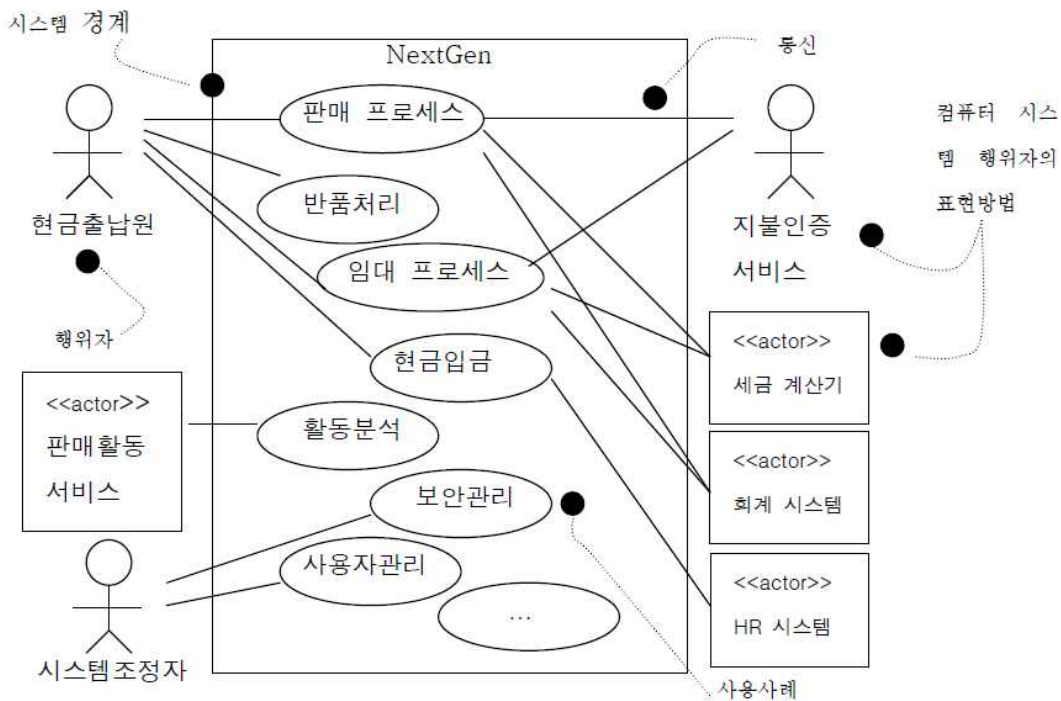 시스템 경계
NextGen
통신
판매 프로세스
컴퓨터 시스
템 행위자의
표현방법
반품처리
현금출납원
지불인증
서비스
임대 프로세스
행위자
현금입금
<<actor>>
세금 계산기
<<actor>>
판매활동
서비스
활동분석
<<actor>>
회계 시스템
보안관리
사용자관리
<<actor>>
HR 시스템
...
시스템조정자
사용사례